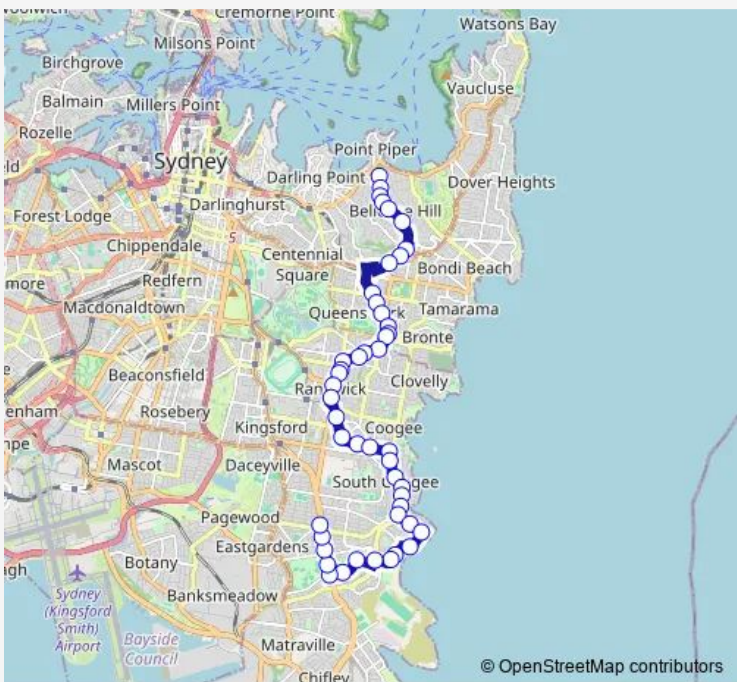 Cremorne Point
Watsons Bay
Milsons Point
Birchgrove
Vaucluse
Balmain
Millers Point
Rozelle
Point Piper
Sydney
Darling Point
Dover Heights
Darlinghurst
Forest Lodge
Chippendale
Centennial
Square
Bondi Beach
Redfern
Macdonaldtown
Queens
Tamarama
Bronte
Beaconsfield
Clovelly
Rosebery
Kingsford
Coogee
Mascot
Daceyville
South
Pagewood
Eastgardens
Botany
Sydney
(Kingsford
Smith)
Airport
Banksmeadow
Bayside
Council
Matraville
Chifley
© OpenStreetMap contributors